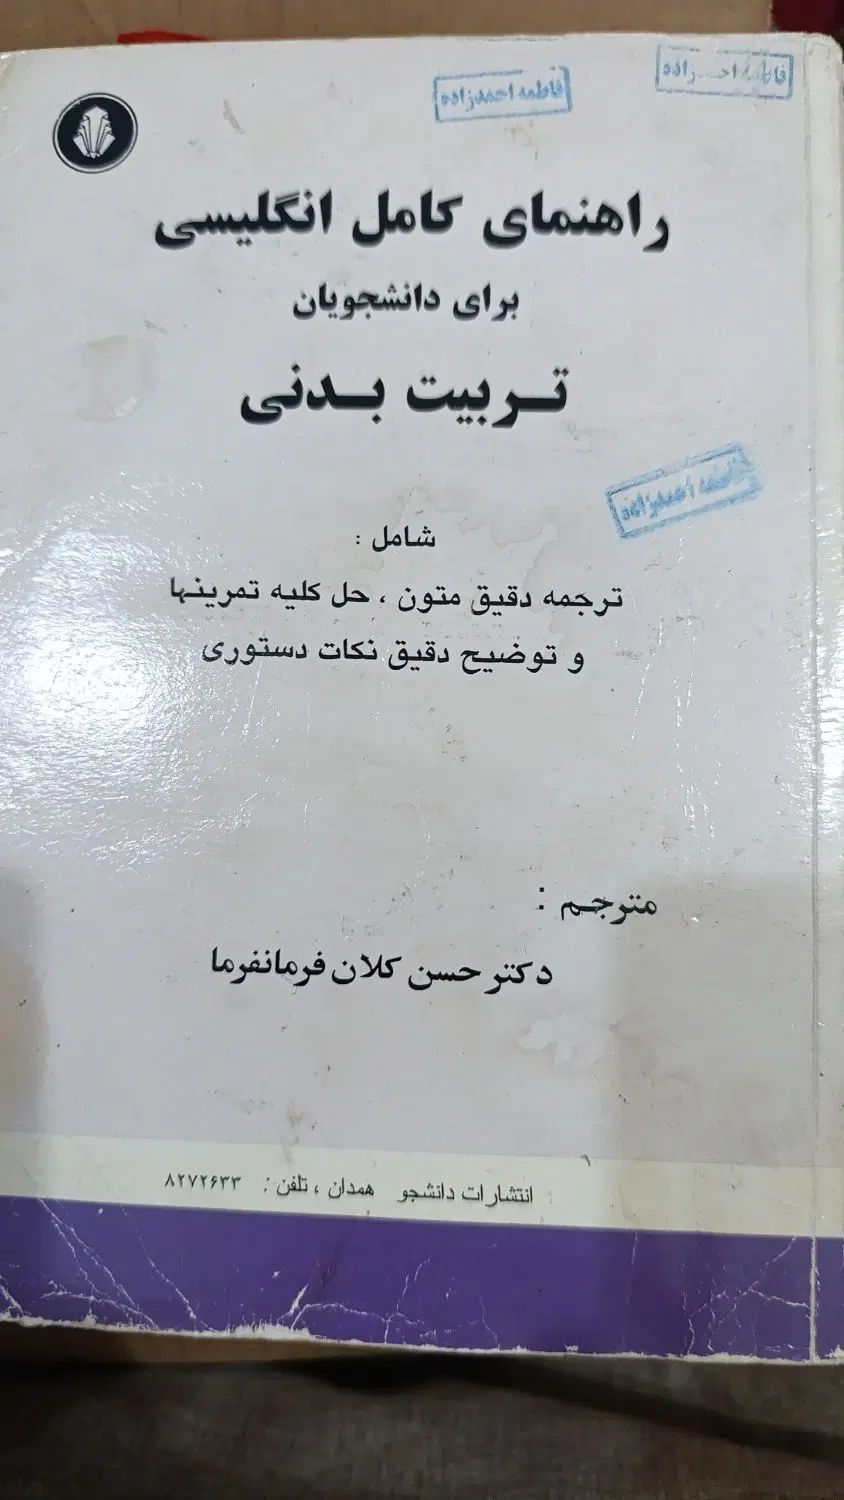 فاطمه احمدزاده
فاطمه احمدزاده
راهنمای کامل انگلیسی
برای دانشجویان
تربیت بدنی
فاطمه احمدزاده
شامل :
ترجمه دقیق متون ، حل کلیه تمرینها
و توضیح دقیق نکات دستوری
مترجم :
دکتر حسن کلان فرمانفرما
انتشارات دانشجو همدان ، تلفن : ۸۲۷۲۶۳۳